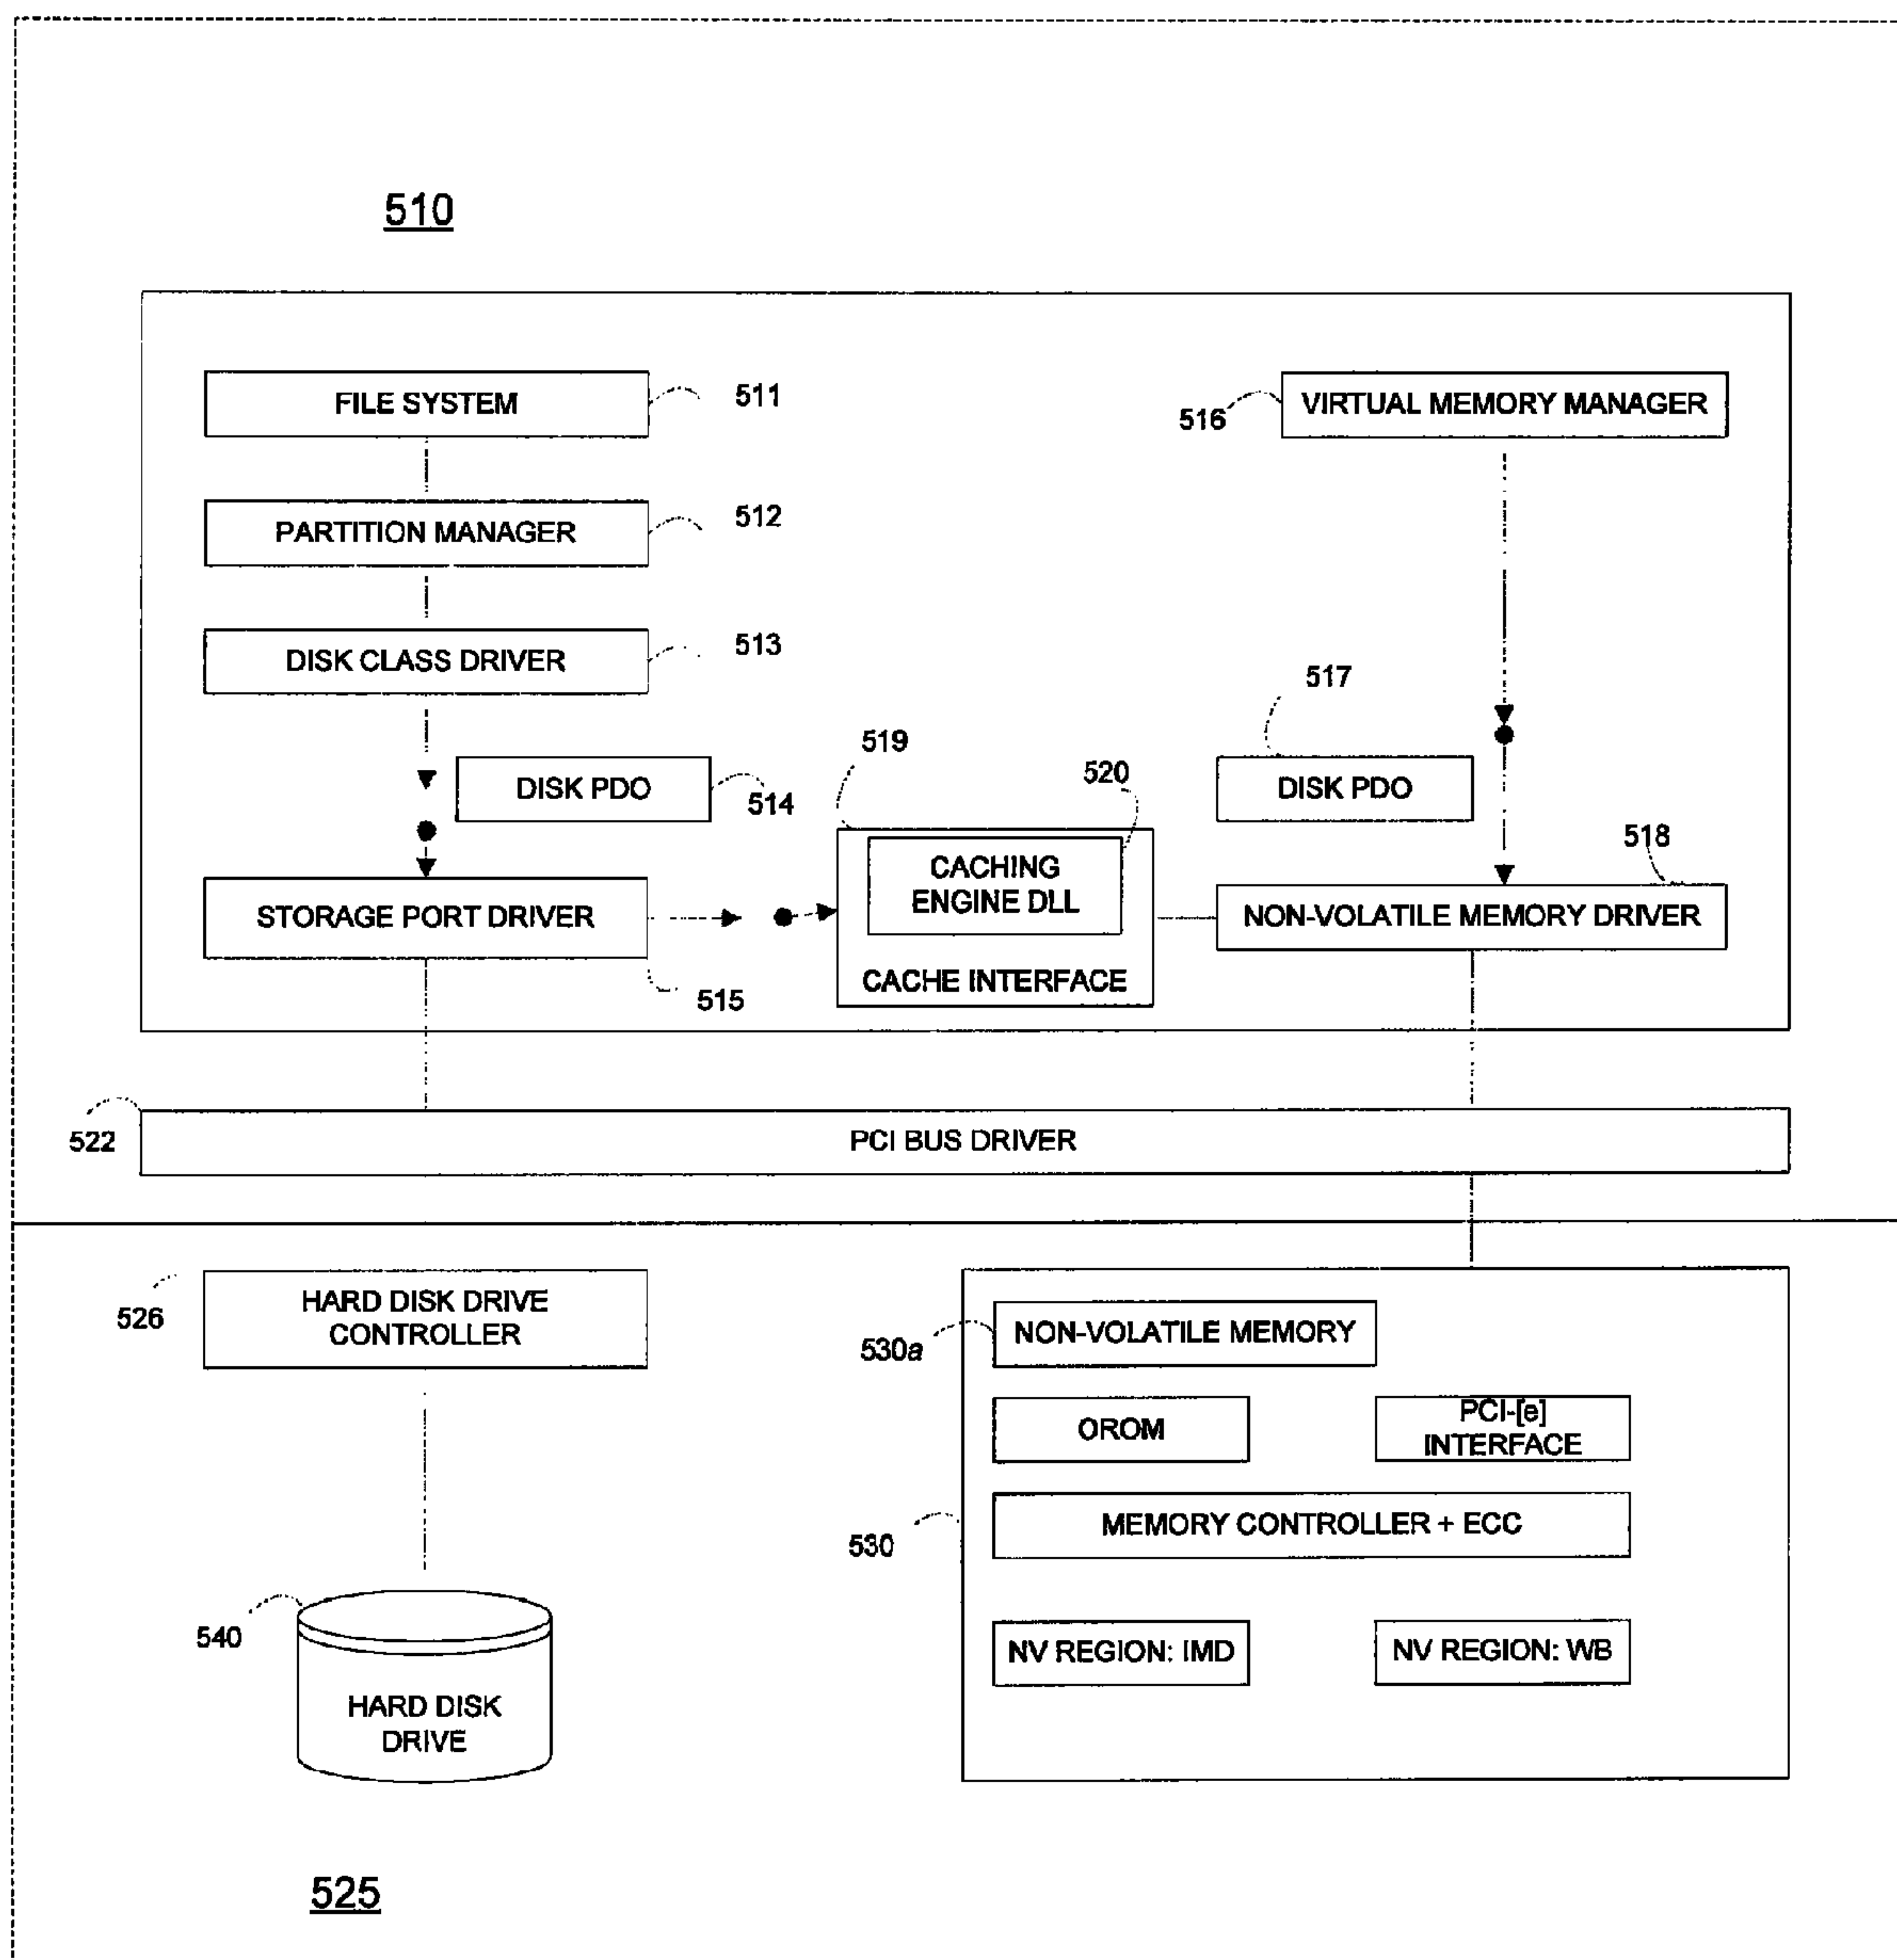 510
FILE SYSTEM
511
516
VIRTUAL MEMORY MANAGER
PARTITION MANAGER
512
DISK CLASS DRIVER
513
517
DISK PDO
514
519
520
DISK PDO
518
STORAGE PORT DRIVER
515
CACHING
ENGINE DLL
CACHE INTERFACE
NON-VOLATILE MEMORY DRIVER
522
PCI BUS DRIVER
526
HARD DISK DRIVE
CONTROLLER
530a
NON-VOLATILE MEMORY
OROM
PCI-[e]
INTERFACE
530
MEMORY CONTROLLER + ECC
540
HARD DISK
DRIVE
NV REGION: IMD
NV REGION: WB
525